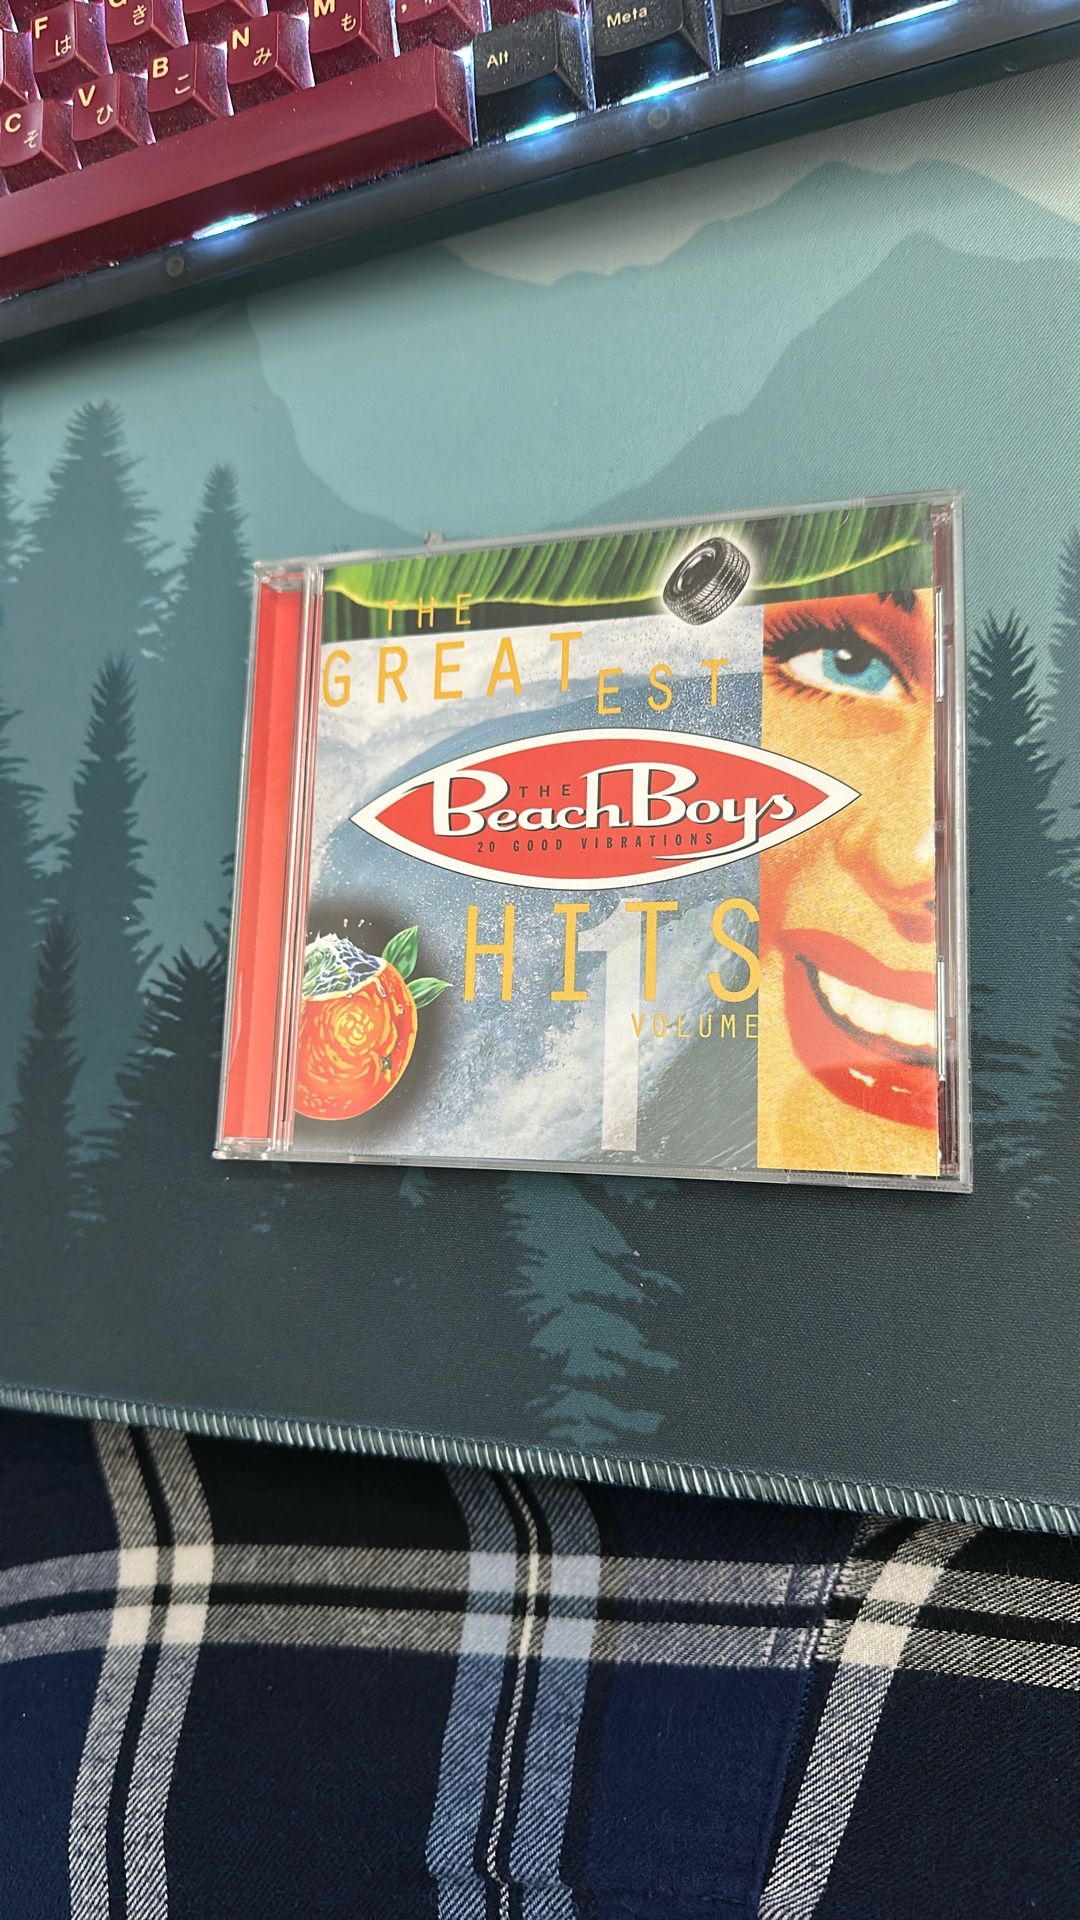 F は
き
M も
Alt
Meta
C そ
V ひ
B こ
N み
THE
GREATEST
THE
Beach Boys
20 GOOD VIBRATIONS
HITS
VOLUME
1